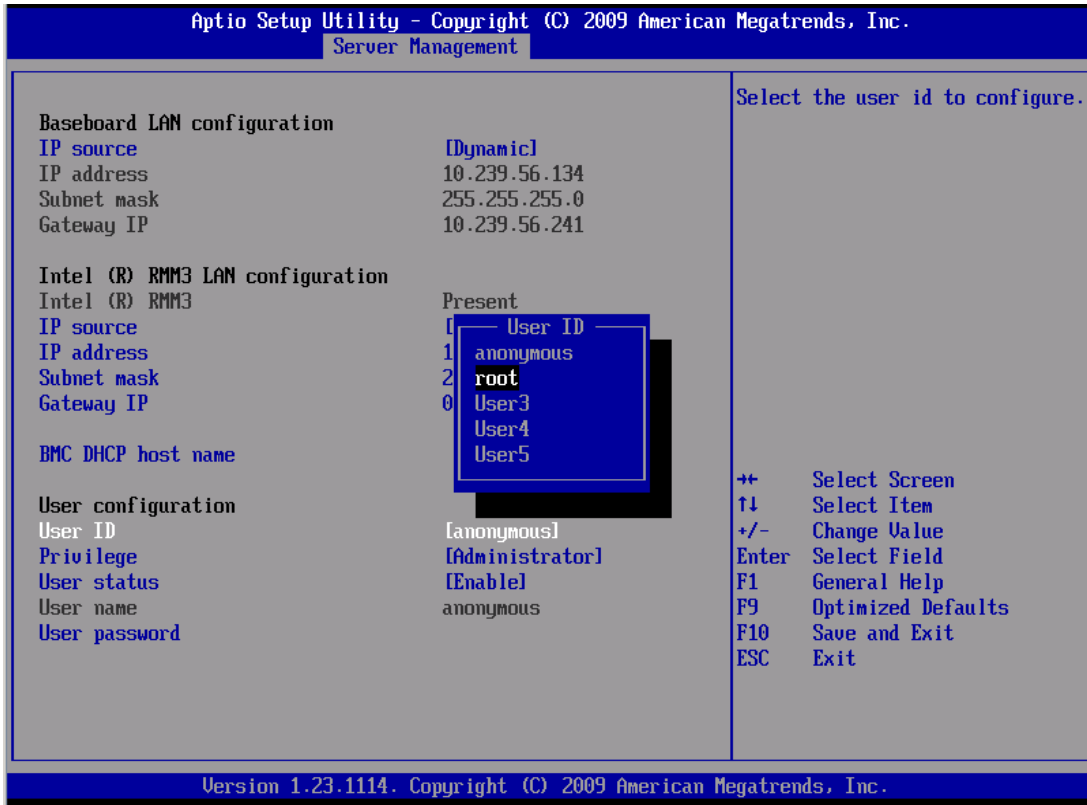 Aptio Setup Utility - Copyright (C) 2009 American Megatrends, Inc.
Server Management
Baseboard LAN configuration
IP source [Dynamic]
IP address 10.239.56.134
Subnet mask 255.255.255.0
Gateway IP 10.239.56.241
Intel (R) RMM3 LAN configuration
Intel (R) RMM3 Present
IP source [
IP address 1
Subnet mask 2
Gateway IP 0
BMC DHCP host name
User ID
anonymous
root
User3
User4
User5
User configuration
User ID [anonymous]
Privilege [Administrator]
User status [Enable]
User name anonymous
User password
Select the user id to configure.
→← Select Screen
↑↓ Select Item
+/- Change Value
Enter Select Field
F1 General Help
F9 Optimized Defaults
F10 Save and Exit
ESC Exit
Version 1.23.1114. Copyright (C) 2009 American Megatrends, Inc.